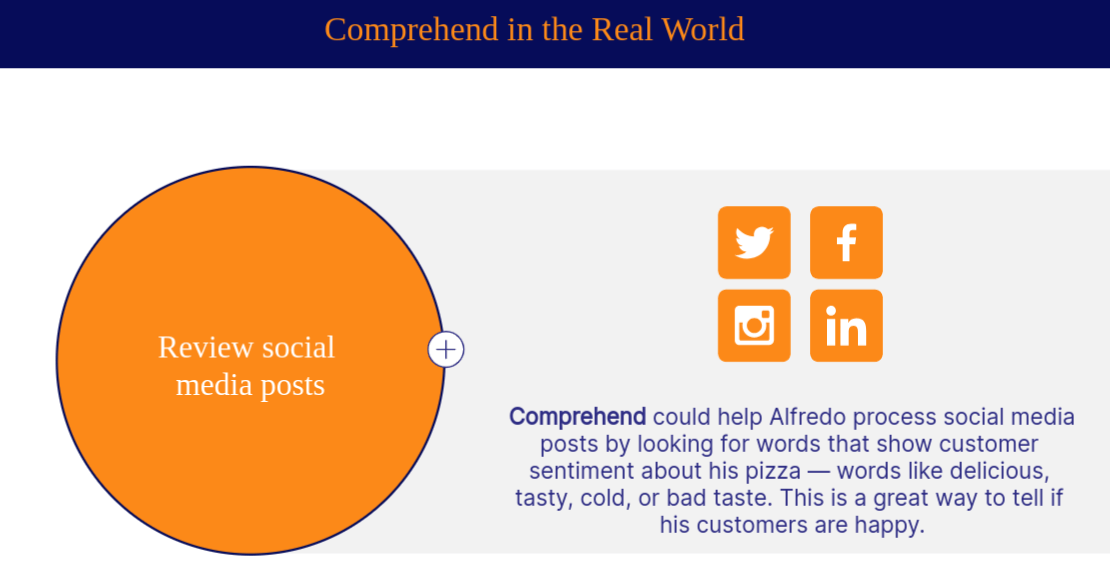 Comprehend in the Real World
Review social
media posts
Comprehend could help Alfredo process social media
posts by looking for words that show customer
sentiment about his pizza — words like delicious,
tasty, cold, or bad taste. This is a great way to tell if
his customers are happy.